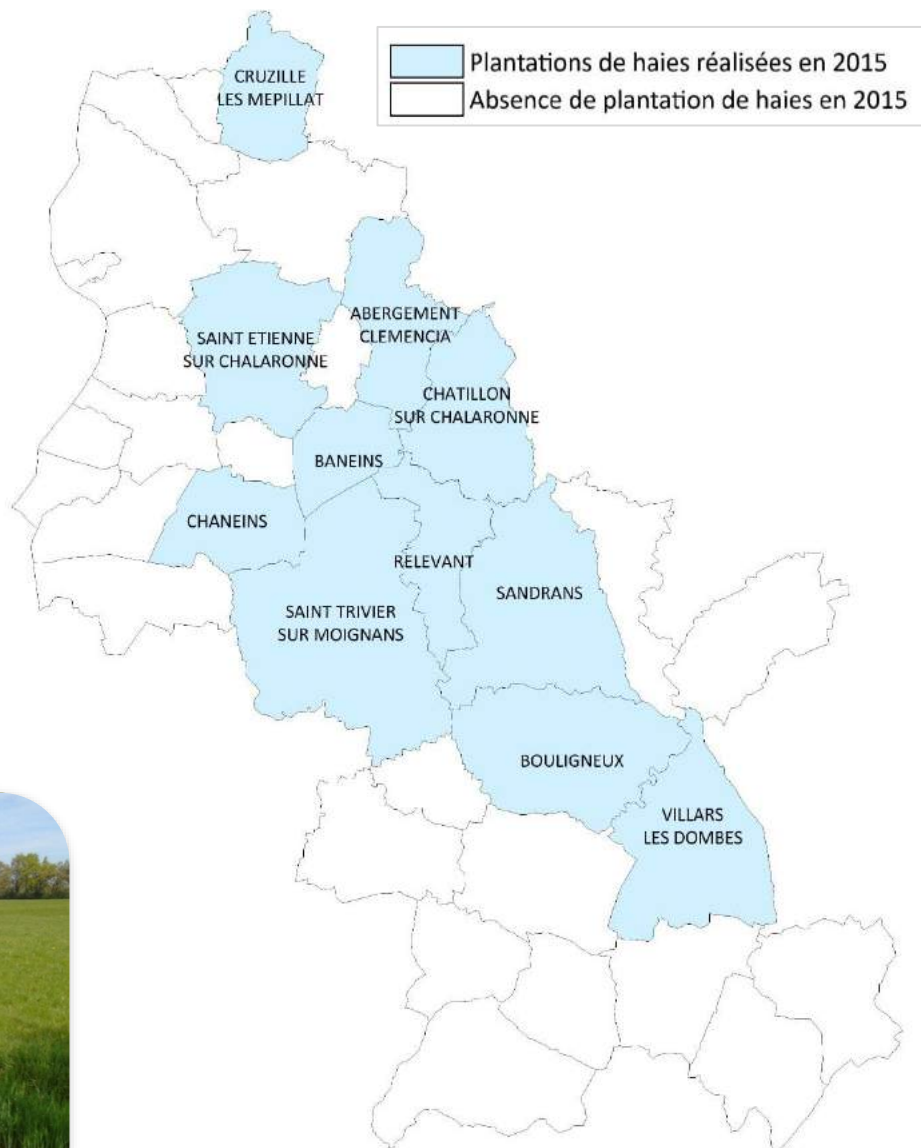 CRUZILLE
LES MEPILLAT
Plantations de haies réalisées en 2015
Absence de plantation de haies en 2015
ABERGEMENT
CLEMENCIA
SAINT ETIENNE
SUR CHALARONNE
CHATILLON
SUR CHALARONNE
BANEINS
CHANEINS
RELEVANT
SANDRANS
SAINT TRIVIER
SUR MOIGNANS
BOULIGNEUX
VILLARS
LES DOMBES